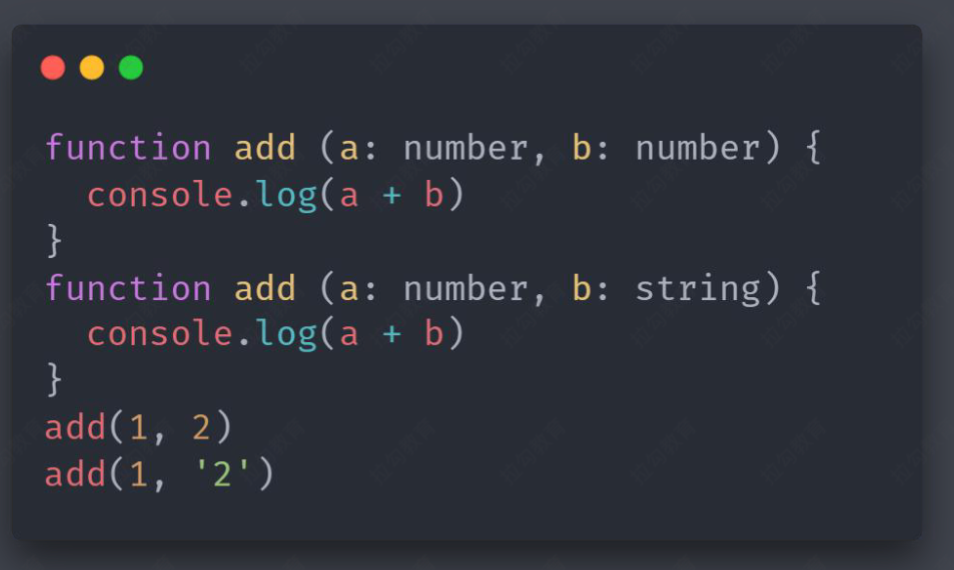 function add (a: number, b: number) {
  console.log(a + b)
}
function add (a: number, b: string) {
  console.log(a + b)
}
add(1, 2)
add(1, '2')